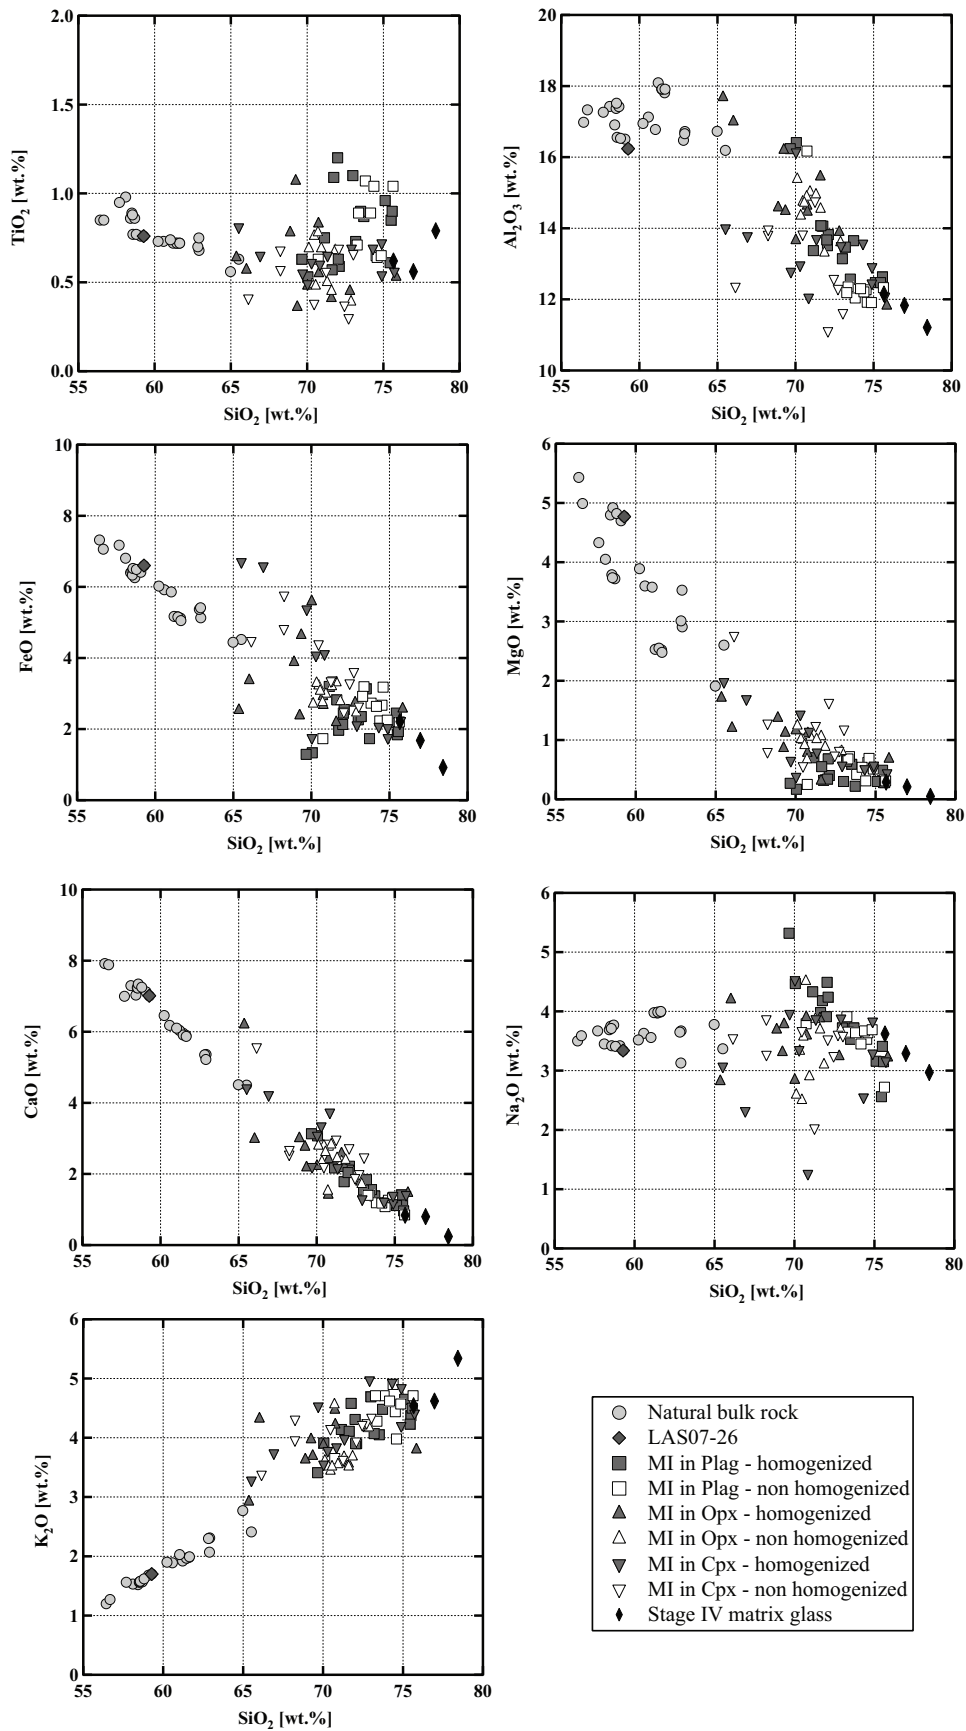 2.0
1.5
1.0
0.5
0.0
TiO2 [wt.%]
55 60 65 70 75 80
SiO2 [wt.%]
20
18
16
14
12
10
Al2O3 [wt.%]
55 60 65 70 75 80
SiO2 [wt.%]
10
8
6
4
2
0
FeO [wt.%]
55 60 65 70 75 80
SiO2 [wt.%]
6
5
4
3
2
1
0
MgO [wt.%]
55 60 65 70 75 80
SiO2 [wt.%]
10
8
6
4
2
0
CaO [wt.%]
55 60 65 70 75 80
SiO2 [wt.%]
6
5
4
3
2
1
0
Na2O [wt.%]
55 60 65 70 75 80
SiO2 [wt.%]
6
5
4
3
2
1
0
K2O [wt.%]
55 60 65 70 75 80
SiO2 [wt.%]
Natural bulk rock
LAS07-26
MI in Plag - homogenized
MI in Plag - non homogenized
MI in Opx - homogenized
MI in Opx - non homogenized
MI in Cpx - homogenized
MI in Cpx - non homogenized
Stage IV matrix glass